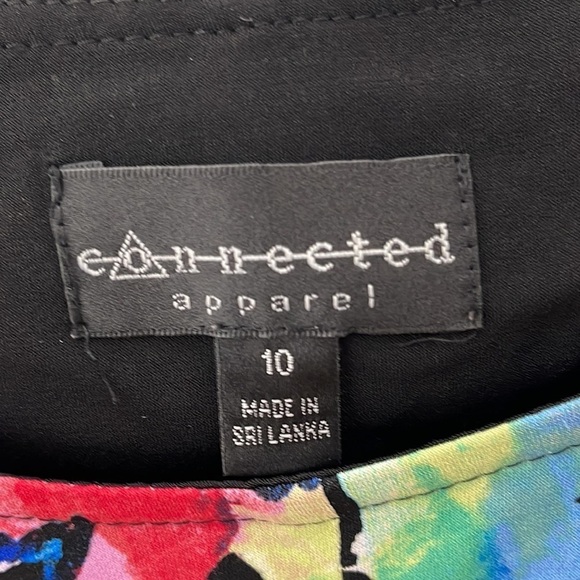 connected
apparel
10
MADE IN
SRI LANKA